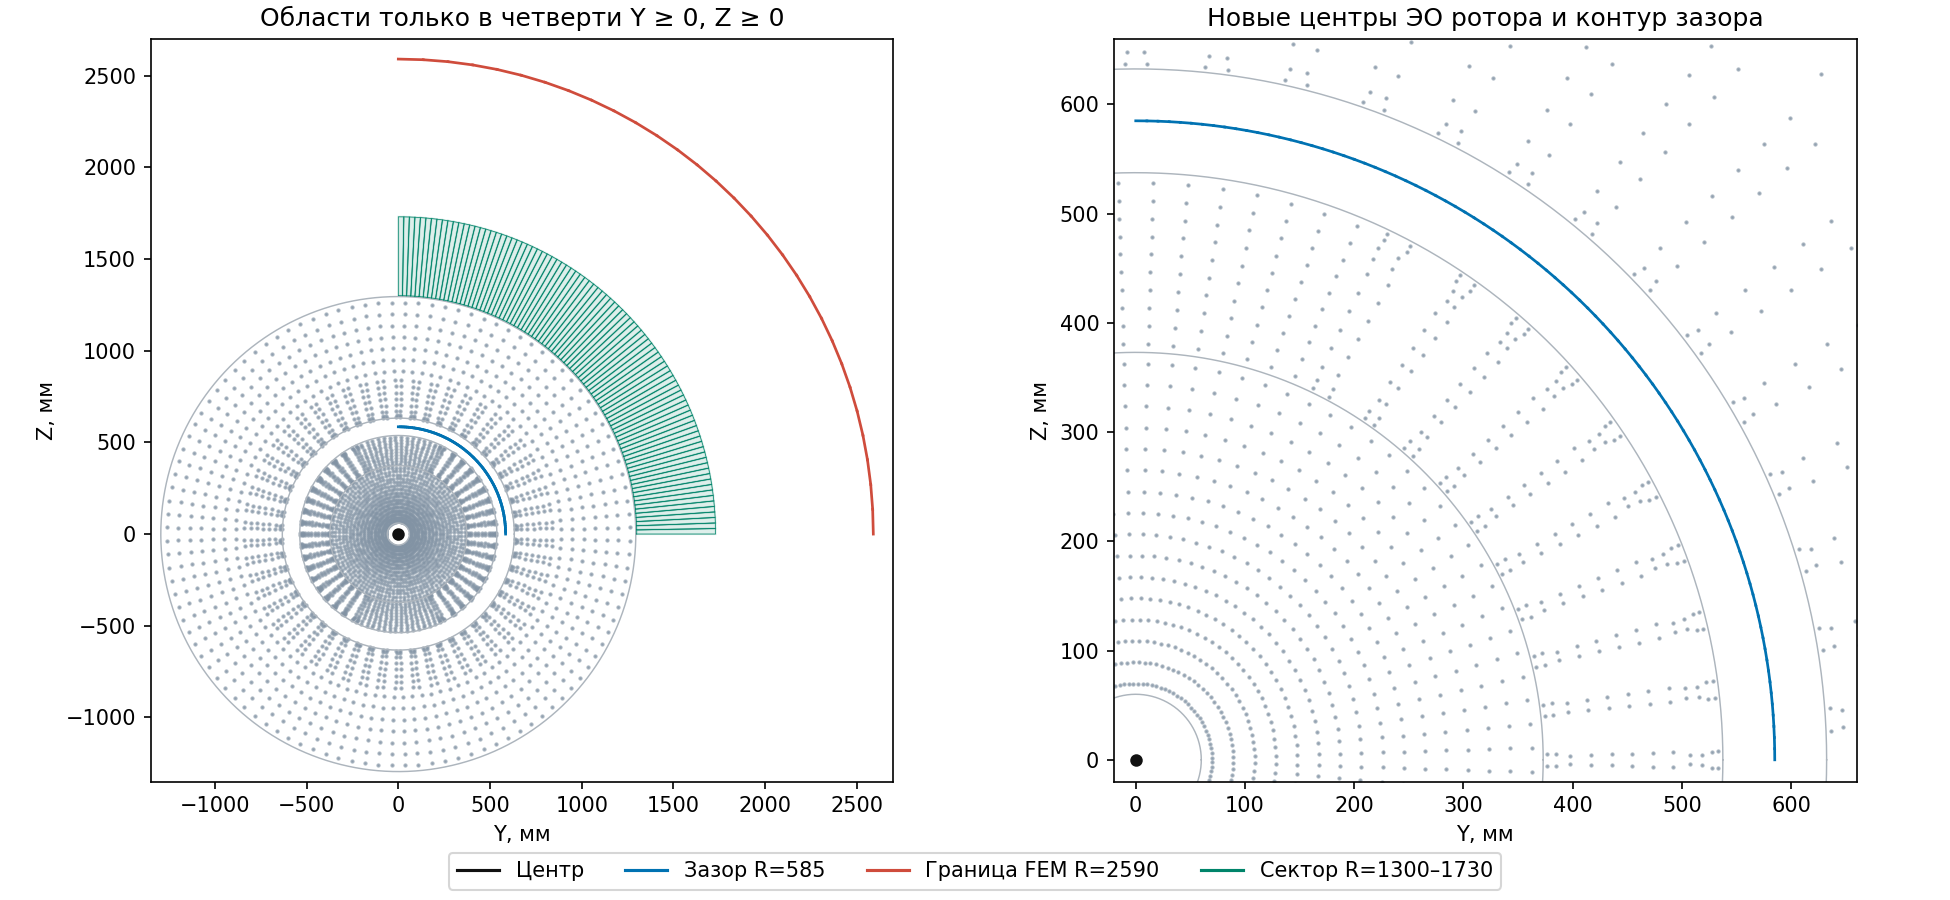 Области только в четверти Y ≥ 0, Z ≥ 0
Новые центры ЭО ротора и контур зазора
2500
2000
1500
1000
500
0
−500
−1000
Z, мм
−1000 −500 0 500 1000 1500 2000 2500
Y, мм
600
500
400
300
200
100
0
Z, мм
0 100 200 300 400 500 600
Y, мм
Центр Зазор R=585 Граница FEM R=2590 Сектор R=1300–1730